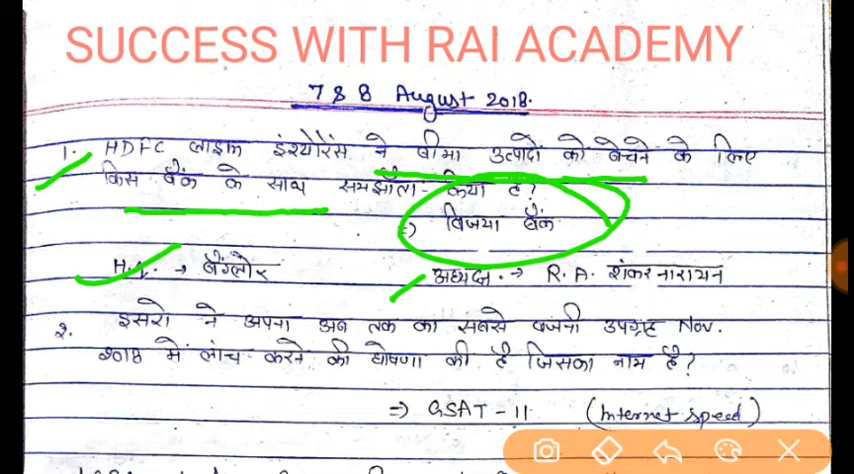 SUCCESS WITH RAI ACADEMY
7 & 8 August 2018.
1. HDFC लाइफ इंश्योरेंस ने बीमा उत्पादों को बेचने के लिए
किस बैंक के साथ समझौता किया है?
=> विजया बैंक
H.Q. → बैंगलोर अध्यक्ष. → R.A. शंकर नारायन
2. इसरो ने अपना अब तक का सबसे वजनी उपग्रह Nov.
2018 में लांच करने की घोषणा की है जिसका नाम है?
=> GSAT-11 (Internet speed)